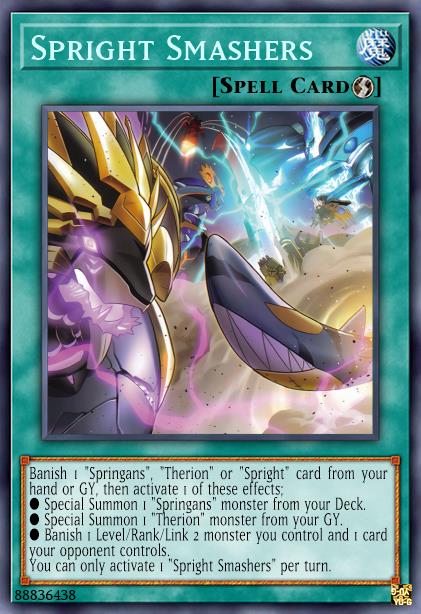 Spright Smashers
魔
[Spell Card]
Banish 1 "Springans", "Therion" or "Spright" card from your
hand or GY, then activate 1 of these effects;
● Special Summon 1 "Springans" monster from your Deck.
● Special Summon 1 "Therion" monster from your GY.
● Banish 1 Level/Rank/Link 2 monster you control and 1 card
your opponent controls.
You can only activate 1 "Spright Smashers" per turn.
88836438